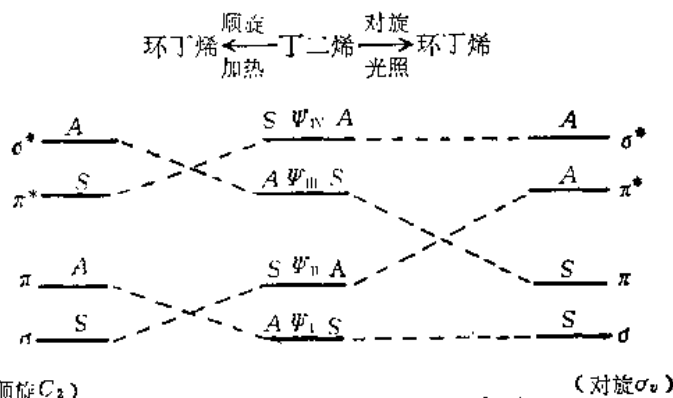 顺旋 对旋
环丁烯 ← 丁二烯 → 环丁烯
加热 光照
σ* A S Ψ_IV A A σ*
π* S A Ψ_III S A π*
π A S Ψ_II A S π
σ S A Ψ_I S S σ
顺旋C₂) (对旋σᵥ)